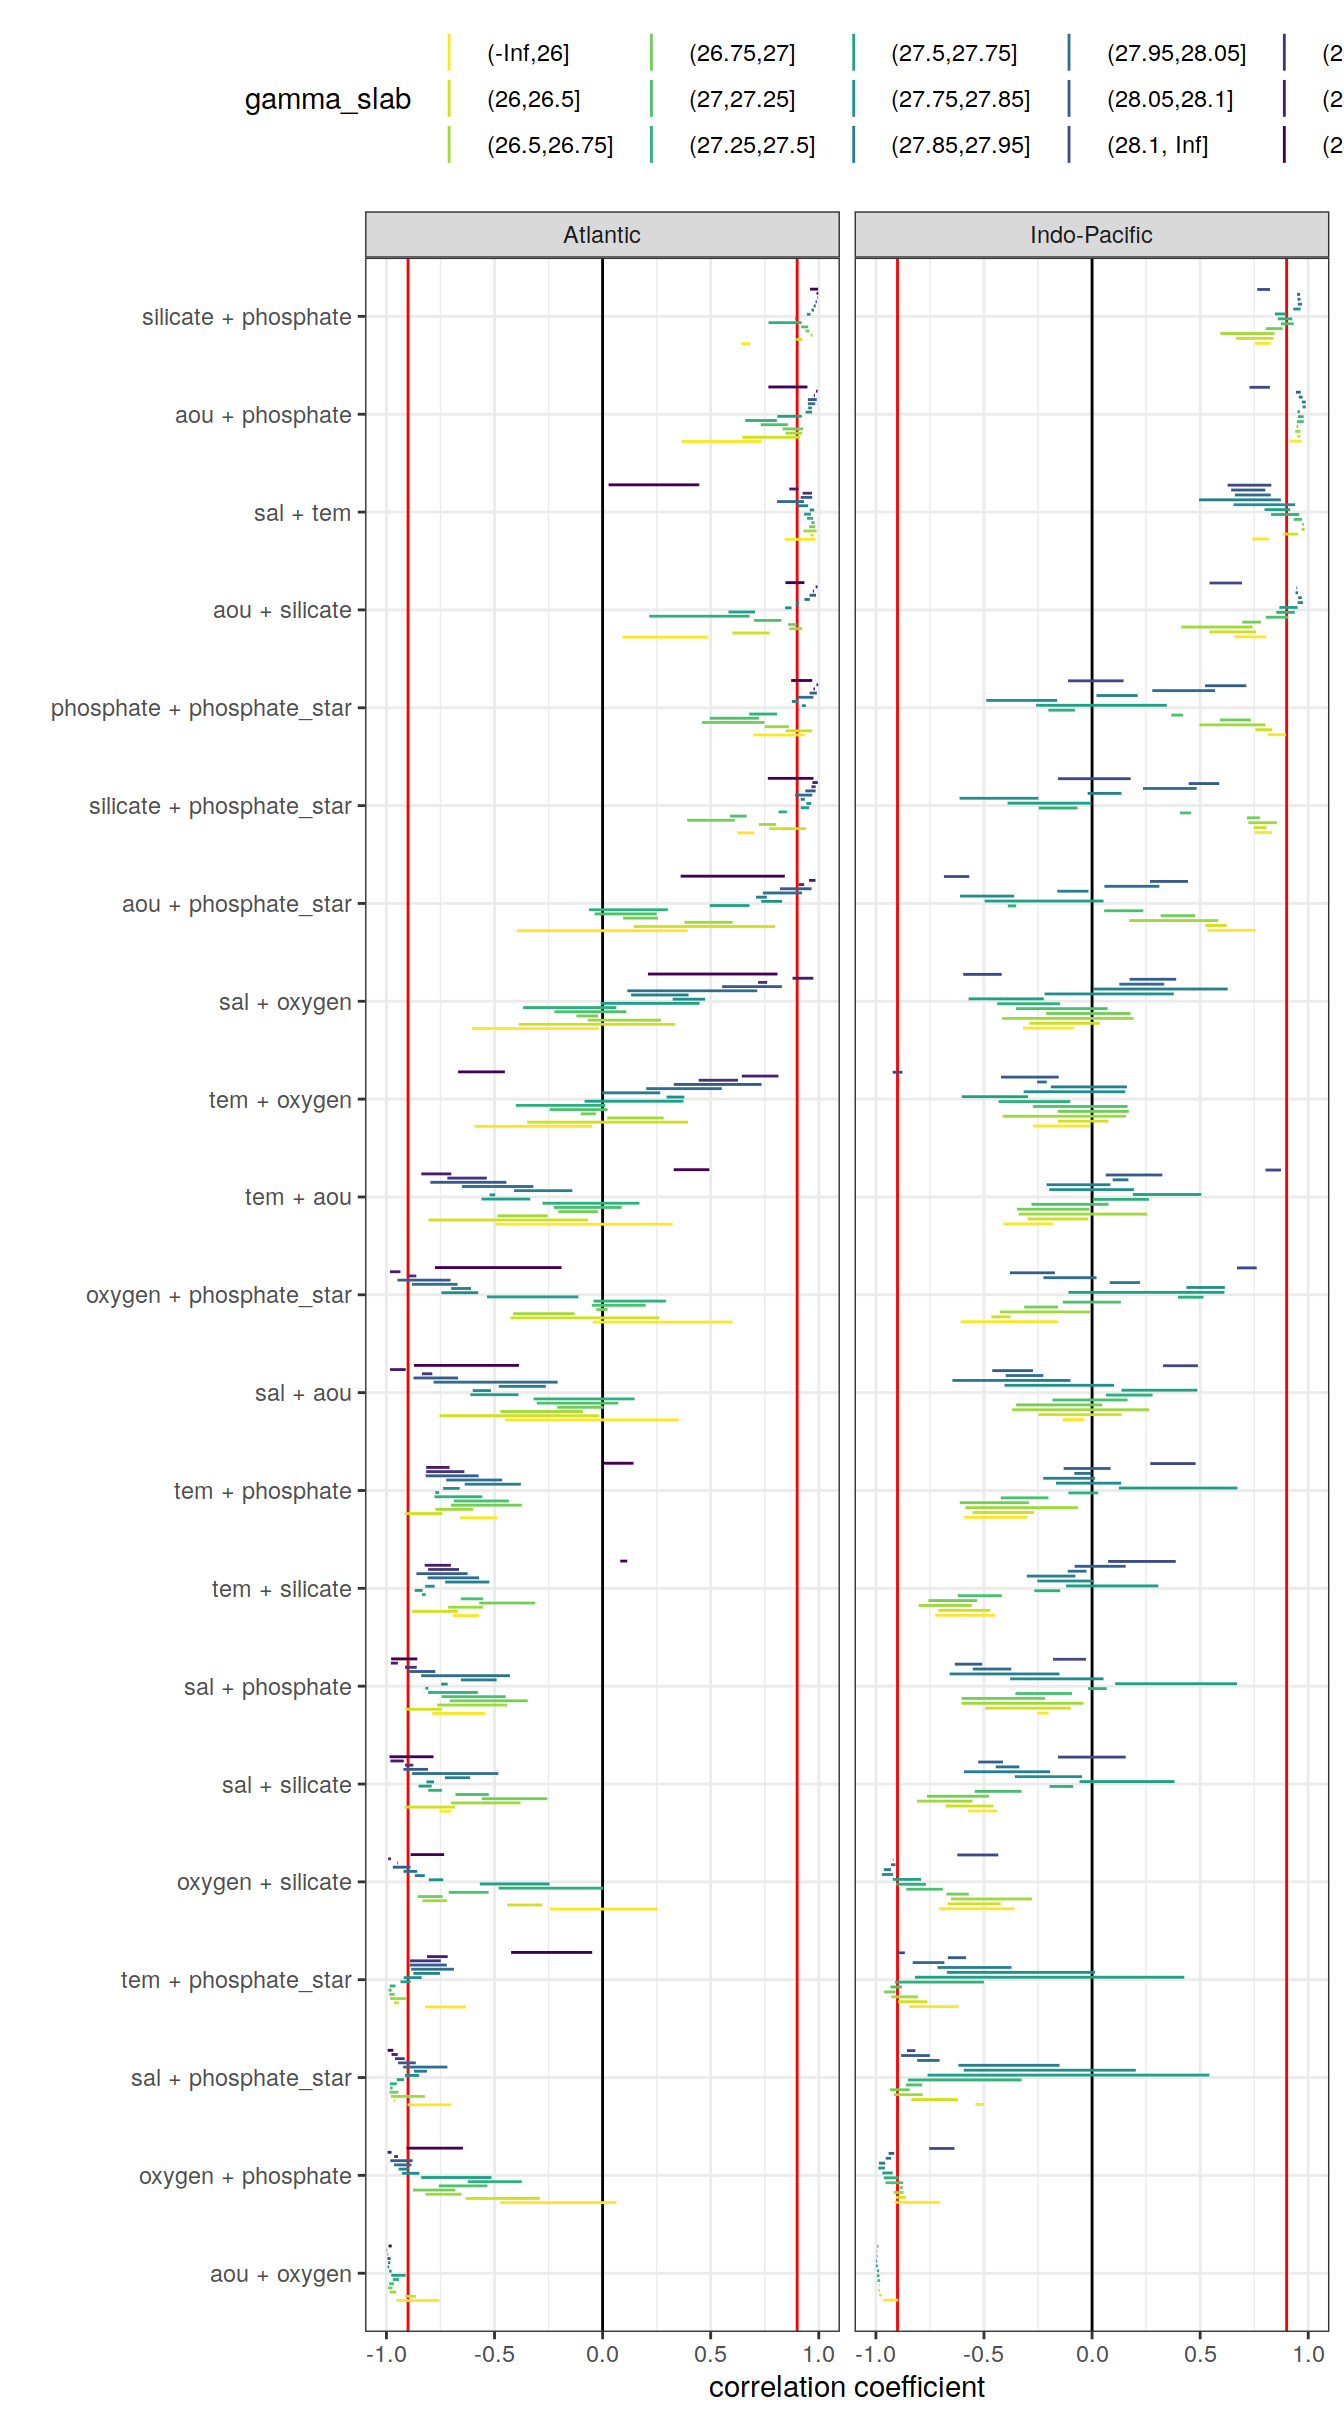 (-Inf,26] (26.75,27] (27.5,27.75] (27.95,28.05] (2
gamma_slab (26,26.5] (27,27.25] (27.75,27.85] (28.05,28.1] (2
(26.5,26.75] (27.25,27.5] (27.85,27.95] (28.1, Inf] (2
Atlantic Indo-Pacific
silicate + phosphate
aou + phosphate
sal + tem
aou + silicate
phosphate + phosphate_star
silicate + phosphate_star
aou + phosphate_star
sal + oxygen
tem + oxygen
tem + aou
oxygen + phosphate_star
sal + aou
tem + phosphate
tem + silicate
sal + phosphate
sal + silicate
oxygen + silicate
tem + phosphate_star
sal + phosphate_star
oxygen + phosphate
aou + oxygen
-1.0 -0.5 0.0 0.5 1.0 -1.0 -0.5 0.0 0.5 1.0
correlation coefficient